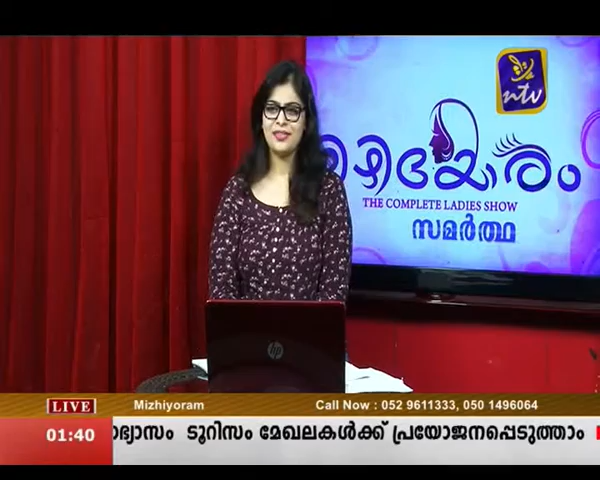 ntv
മിഴിയോരം
THE COMPLETE LADIES SHOW
സമർത്ഥ
hp
LIVE Mizhiyoram Call Now : 052 9611333, 050 1496064
01:40 ഭ്യാസം ടൂറിസം മേഖലകൾക്ക് പ്രയോജനപ്പെടുത്താം